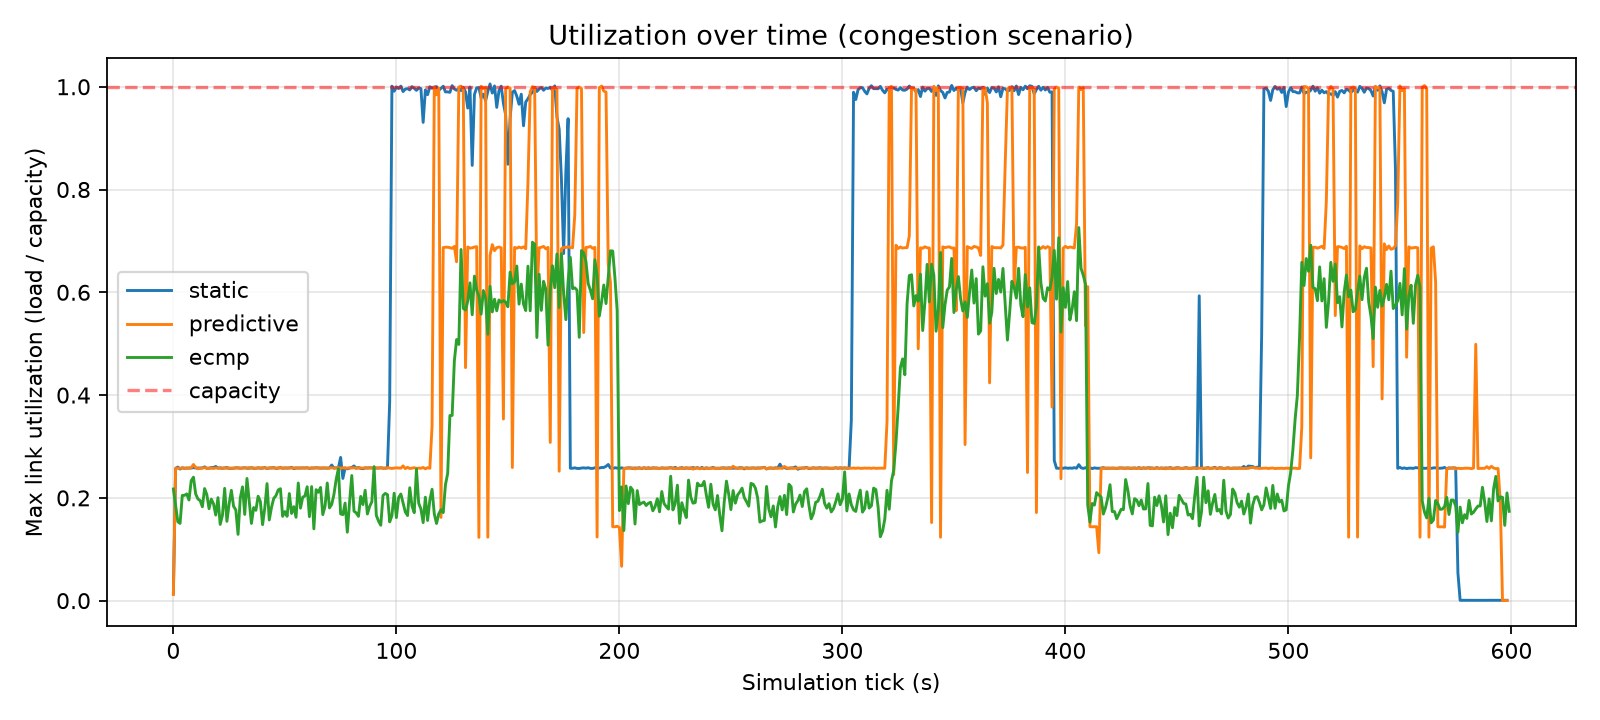 Utilization over time (congestion scenario)
Max link utilization (load / capacity)
1.0
0.8
0.6
0.4
0.2
0.0
static
predictive
ecmp
capacity
0 100 200 300 400 500 600
Simulation tick (s)